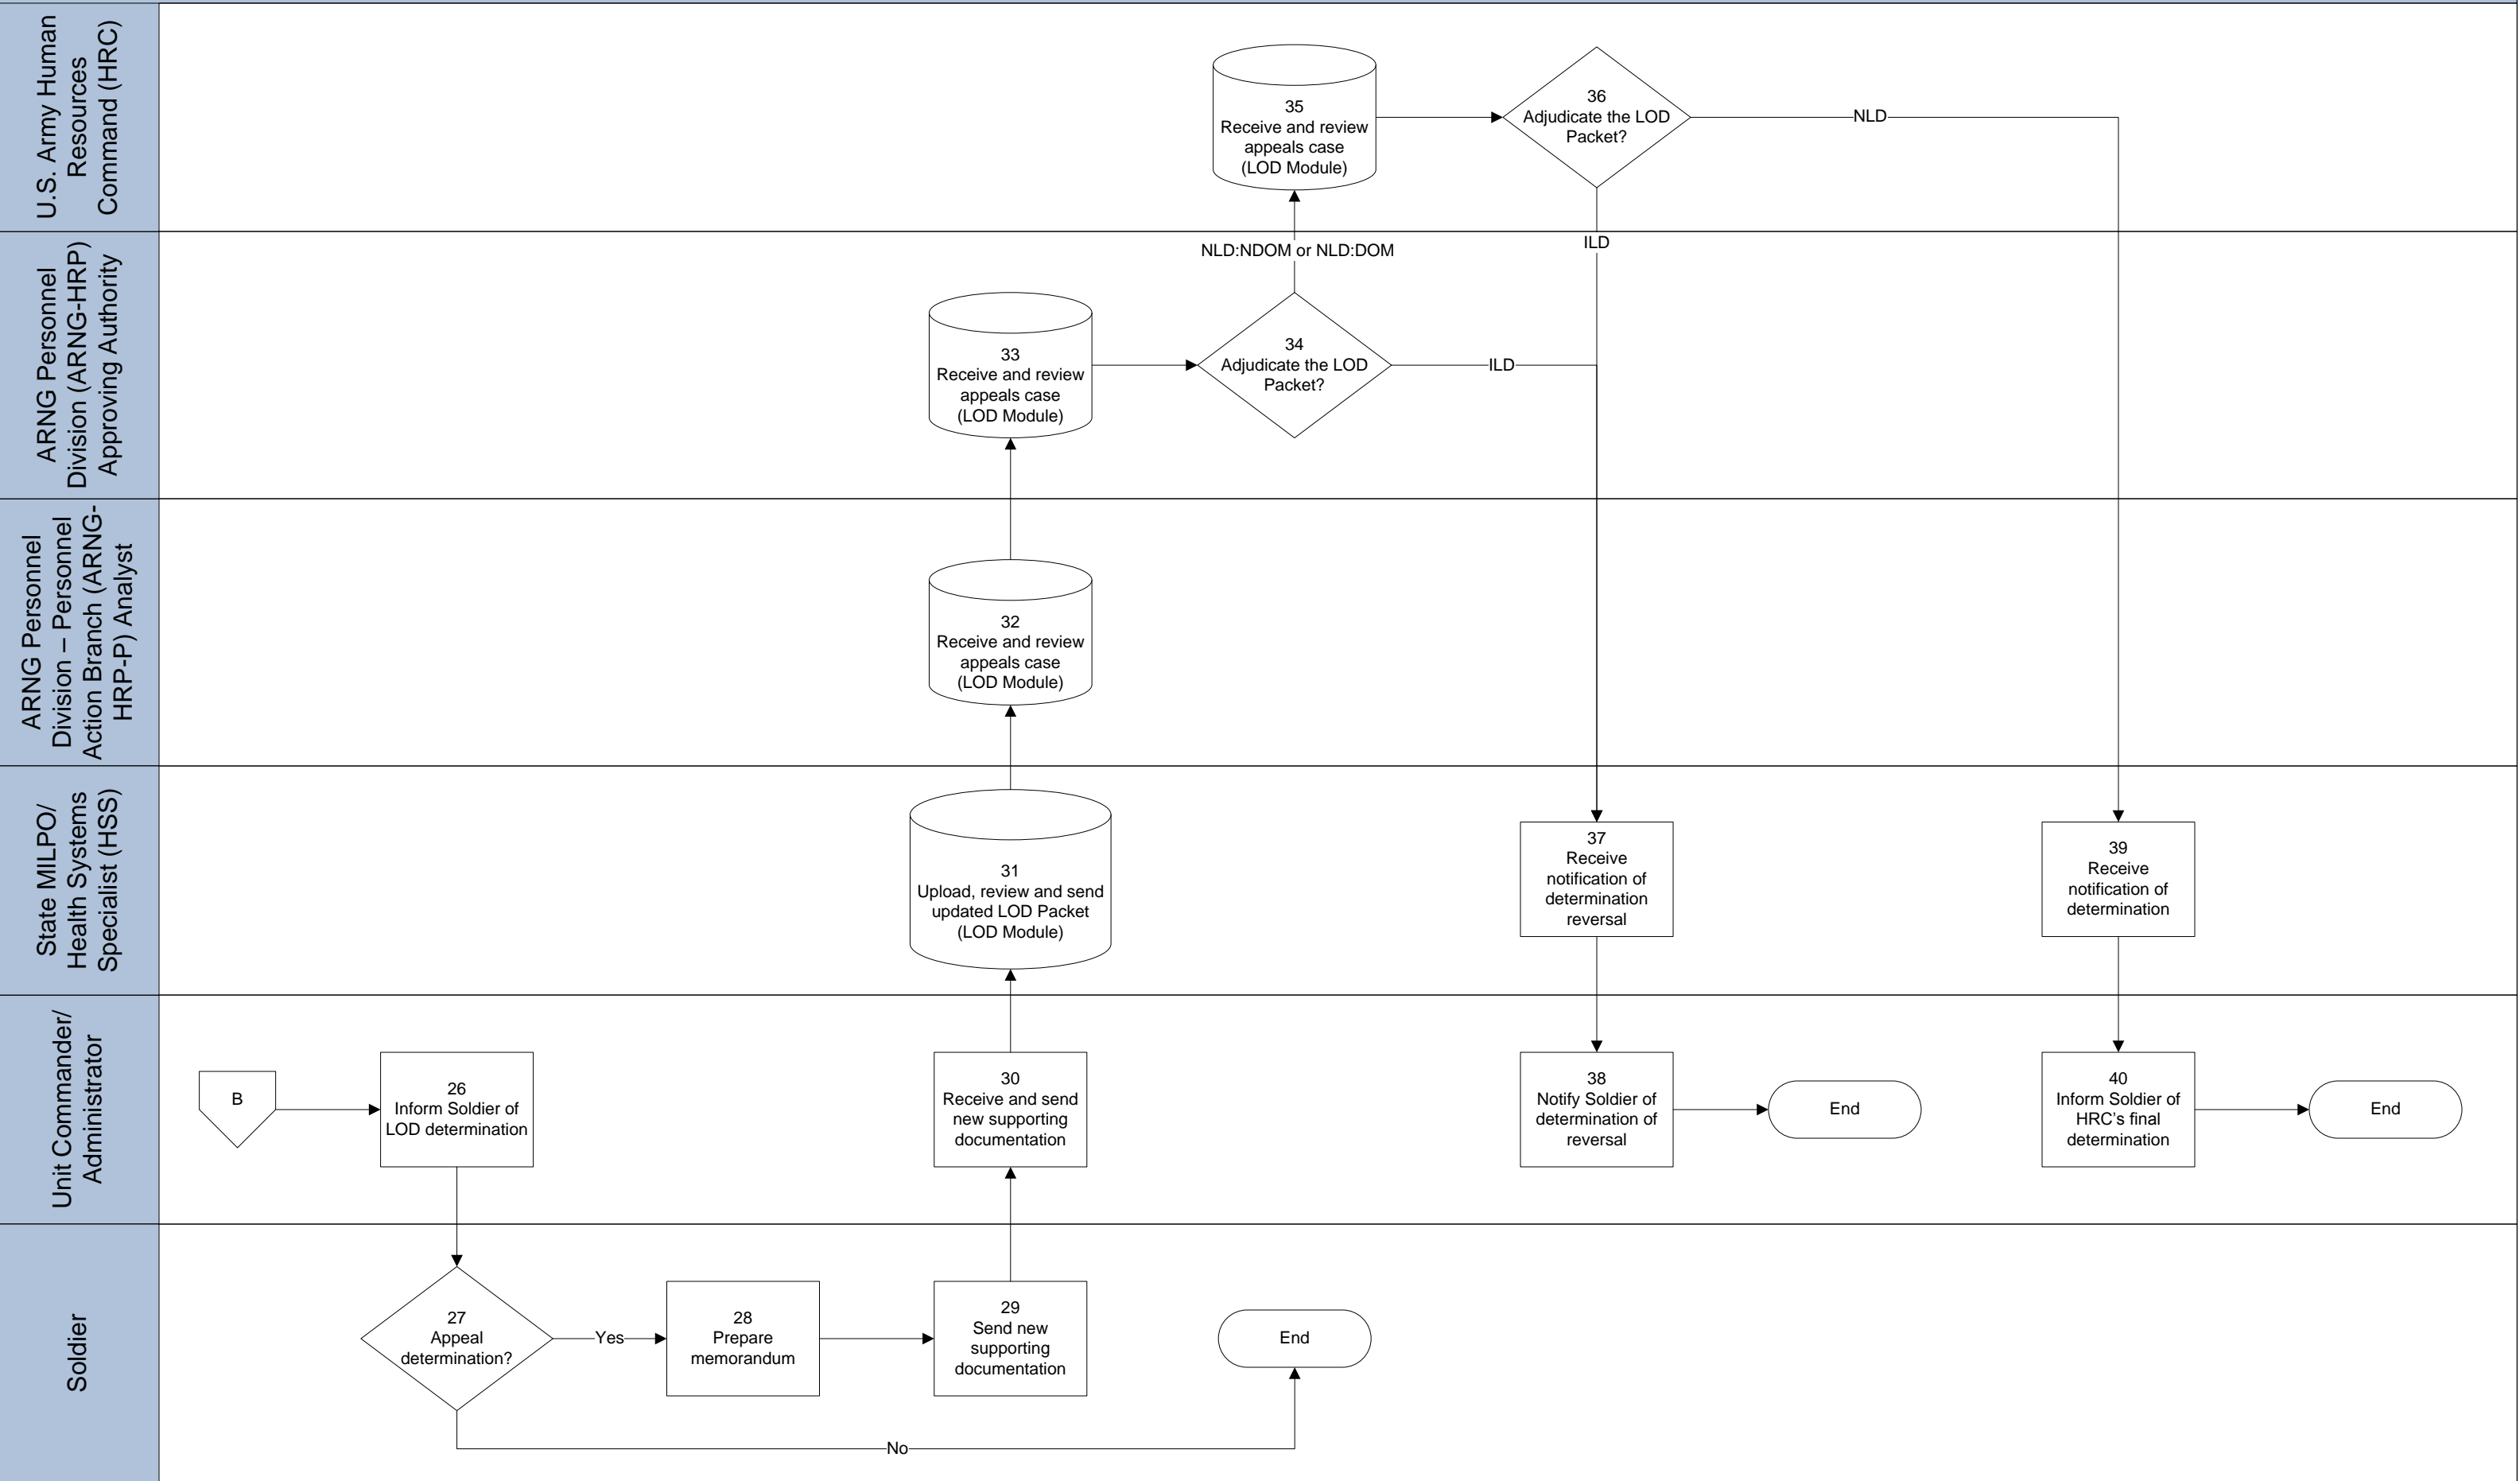 U.S. Army Human
Resources
Command (HRC)
35
Receive and review
appeals case
(LOD Module)
36
Adjudicate the LOD
Packet?
NLD
ARNG Personnel
Division (ARNG-HRP)
Approving Authority
NLD:NDOM or NLD:DOM
ILD
33
Receive and review
appeals case
(LOD Module)
34
Adjudicate the LOD
Packet?
ILD
ARNG Personnel
Division – Personnel
Action Branch (ARNG-
HRP-P) Analyst
32
Receive and review
appeals case
(LOD Module)
State MILPO/
Health Systems
Specialist (HSS)
31
Upload, review and send
updated LOD Packet
(LOD Module)
37
Receive
notification of
determination
reversal
39
Receive
notification of
determination
Unit Commander/
Administrator
B
26
Inform Soldier of
LOD determination
30
Receive and send
new supporting
documentation
38
Notify Soldier of
determination of
reversal
End
40
Inform Soldier of
HRC's final
determination
End
Soldier
27
Appeal
determination?
Yes
28
Prepare
memorandum
29
Send new
supporting
documentation
End
No